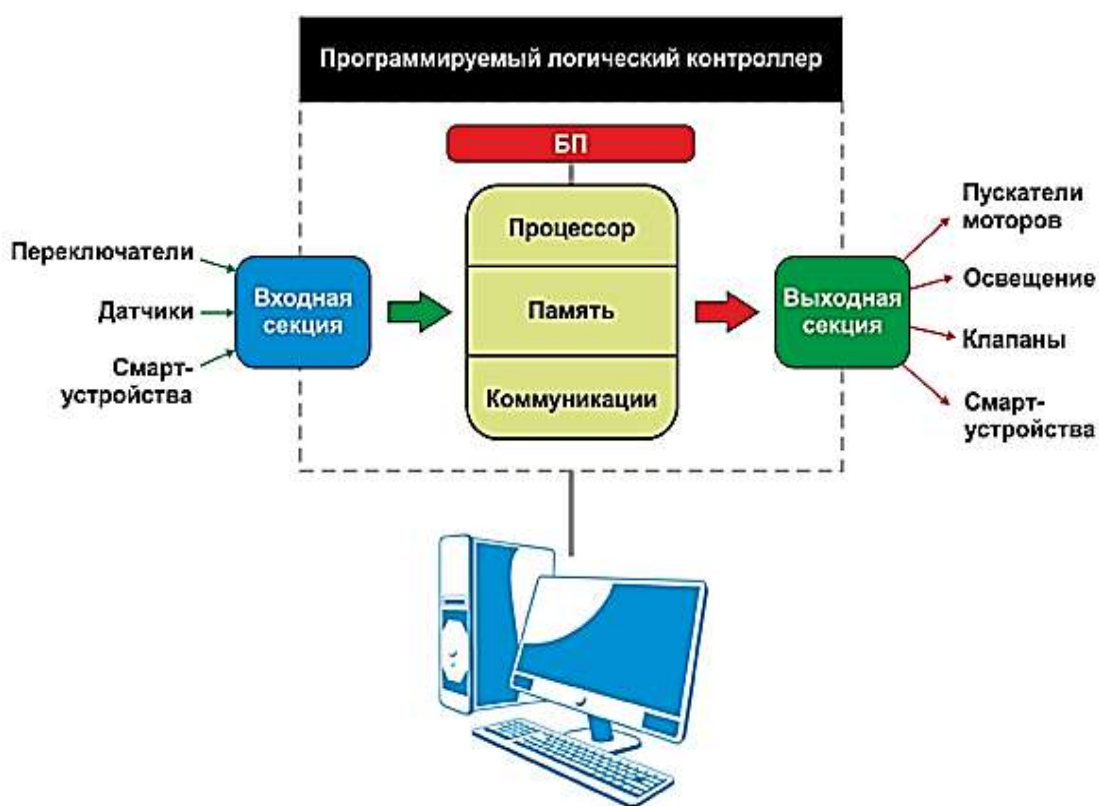 Программируемый логический контроллер
БП
Процессор
Память
Коммуникации
Переключатели
Датчики
Смарт-
устройства
Входная
секция
Выходная
секция
Пускатели
моторов
Освещение
Клапаны
Смарт-
устройства